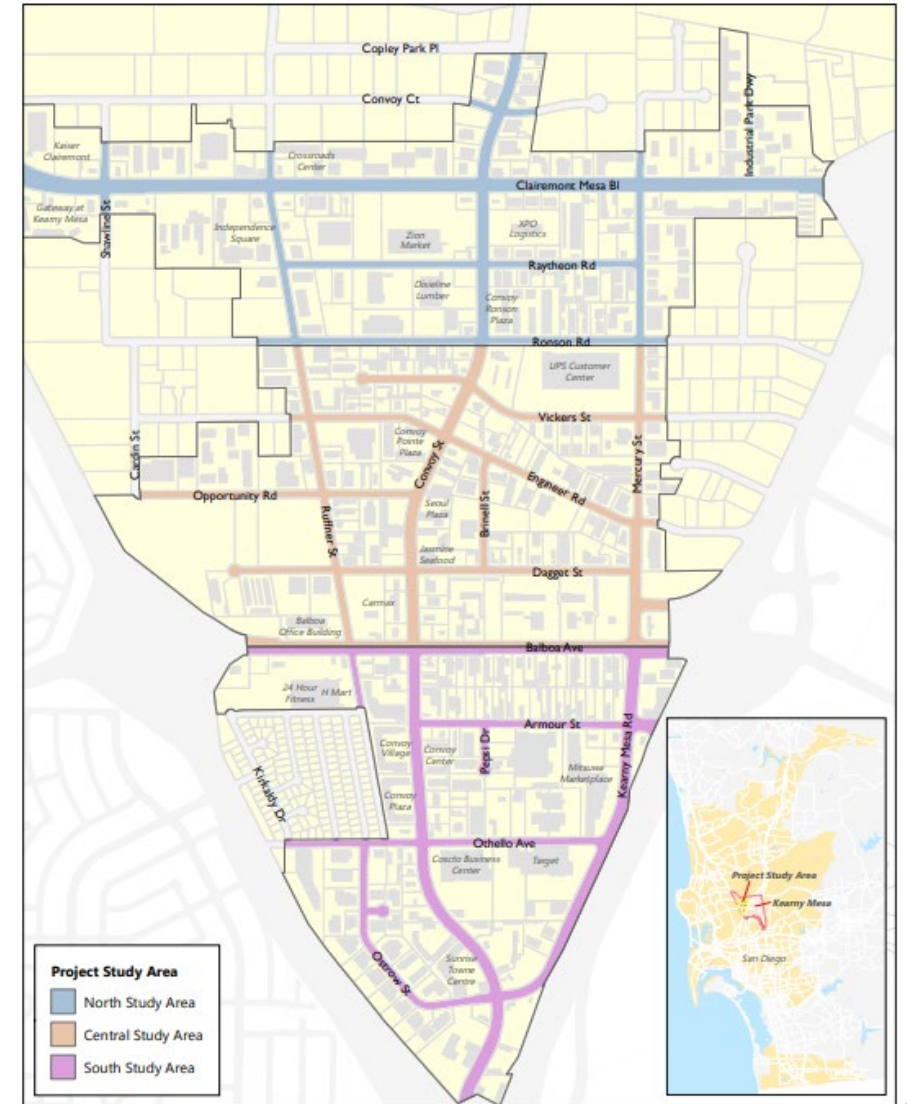 Copley Park Pl
Convoy Ct
Industrial Park Dwy
Kaiser
Clairemont
Crossroads
Center
Clairemont Mesa Bl
Gateway at
Kearny Mesa
Shawline St
Independence
Square
Zion
Market
XPO
Logistics
Raytheon Rd
Dixieline
Lumber
Convoy
Ronson
Plaza
Ronson Rd
UPS Customer
Center
Vickers St
Convoy
Pointe
Plaza
Cardin St
Convoy St
Mercury St
Engineer Rd
Opportunity Rd
Ruffner St
Seoul
Plaza
Brinell St
Jasmine
Seafood
Dagget St
Carmax
Balboa
Office Building
Balboa Ave
24 Hour
Fitness
H Mart
Armour St
Kearny Mesa Rd
Convoy
Village
Convoy
Center
Pepsi Dr
Mitsuwa
Marketplace
Kirkaldy Dr
Convoy
Plaza
Othello Ave
Costco Business
Center
Target
Ostrow St
Sunrise
Towne
Centre
Project Study Area
North Study Area
Central Study Area
South Study Area
Project Study Area
Kearny Mesa
San Diego